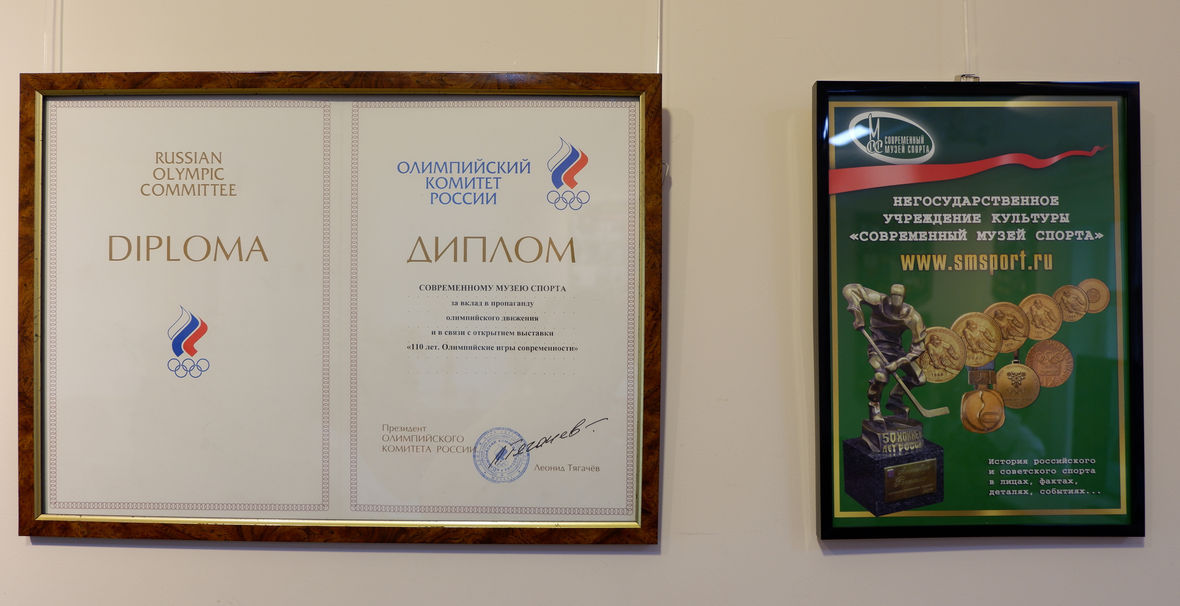 RUSSIAN
OLYMPIC
COMMITTEE
DIPLOMA
ОЛИМПИЙСКИЙ
КОМИТЕТ
РОССИИ
ДИПЛОМ
СОВРЕМЕННОМУ МУЗЕЮ СПОРТА
за вклад в пропаганду
олимпийского движения
и в связи с открытием выставки
«110 лет. Олимпийские игры современности»
Президент
ОЛИМПИЙСКОГО
КОМИТЕТА РОССИИ
Леонид Тягачёв
СОВРЕМЕННЫЙ
МУЗЕЙ СПОРТА
НЕГОСУДАРСТВЕННОЕ
УЧРЕЖДЕНИЕ КУЛЬТУРЫ
«СОВРЕМЕННЫЙ МУЗЕЙ СПОРТА»
www.smsport.ru
История российского
и советского спорта
в лицах, фактах,
деталях, событиях...